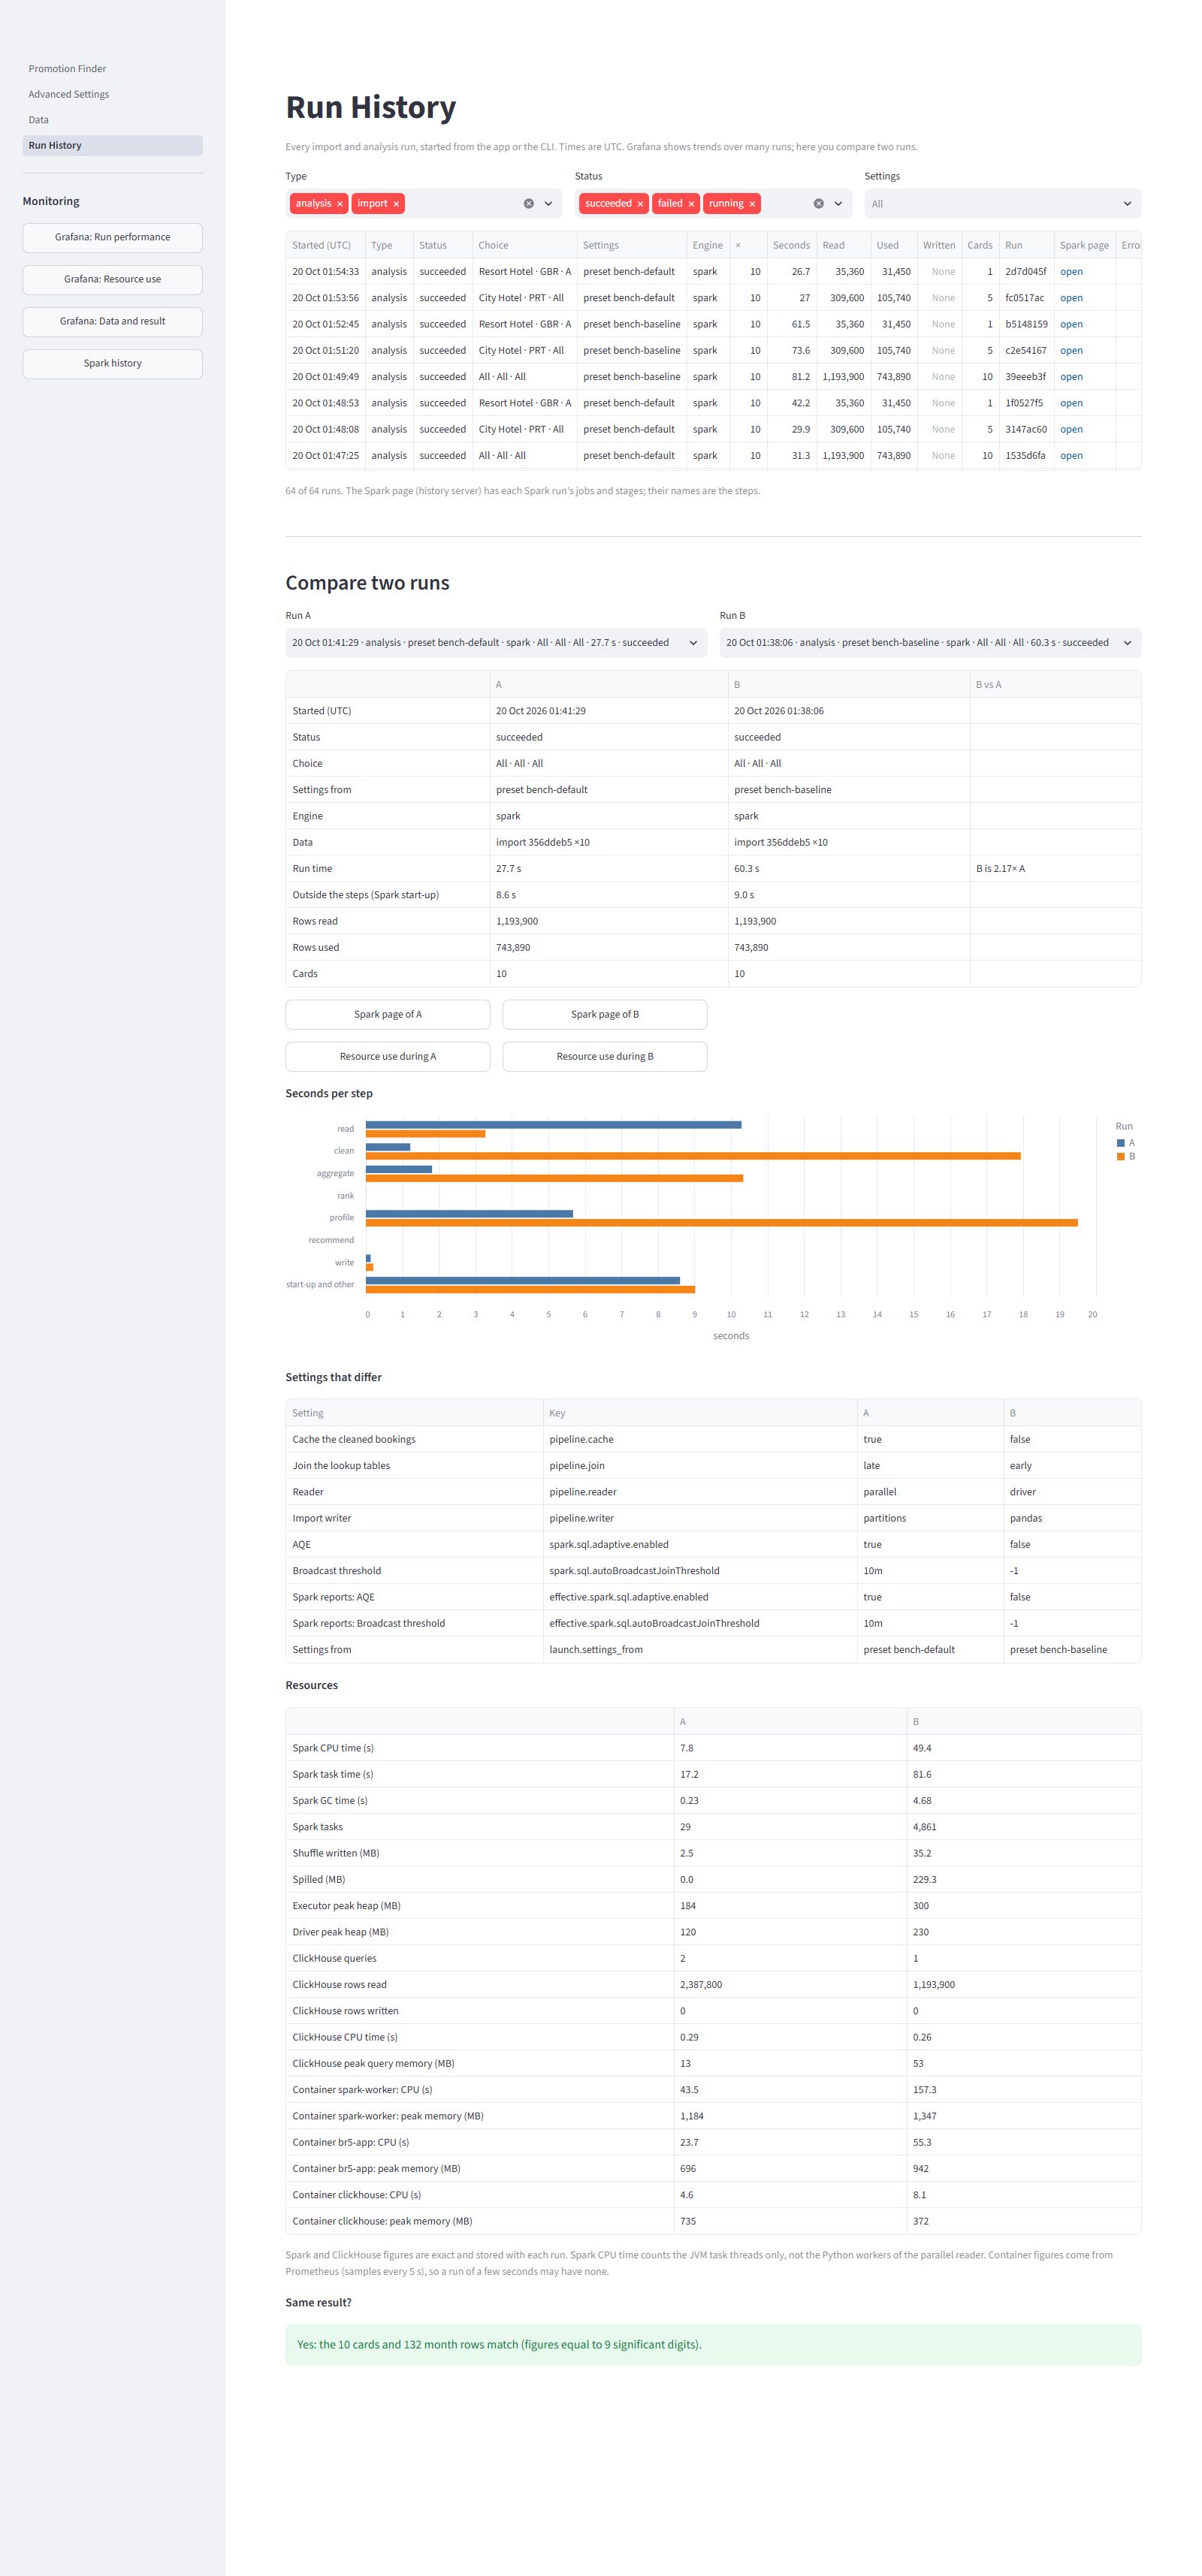 Promotion Finder
Advanced Settings
Data
Run History
Monitoring
Grafana: Run performance
Grafana: Resource use
Grafana: Data and result
Spark history
Run History
Every import and analysis run, started from the app or the CLI. Times are UTC. Grafana shows trends over many runs; here you compare two runs.
Type Status Settings
analysis × import × succeeded × failed × running × All
Started (UTC) Type Status Choice Settings Engine × Seconds Read Used Written Cards Run Spark page Erro
20 Oct 01:54:33 analysis succeeded Resort Hotel · GBR · A preset bench-default spark 10 26.7 35,360 31,450 None 1 2d7d045f open
20 Oct 01:53:56 analysis succeeded City Hotel · PRT · All preset bench-default spark 10 27 309,600 105,740 None 5 fc0517ac open
20 Oct 01:52:45 analysis succeeded Resort Hotel · GBR · A preset bench-baseline spark 10 61.5 35,360 31,450 None 1 b5148159 open
20 Oct 01:51:20 analysis succeeded City Hotel · PRT · All preset bench-baseline spark 10 73.6 309,600 105,740 None 5 c2e54167 open
20 Oct 01:49:49 analysis succeeded All · All · All preset bench-baseline spark 10 81.2 1,193,900 743,890 None 10 39eeeb3f open
20 Oct 01:48:53 analysis succeeded Resort Hotel · GBR · A preset bench-default spark 10 42.2 35,360 31,450 None 1 1f0527f5 open
20 Oct 01:48:08 analysis succeeded City Hotel · PRT · All preset bench-default spark 10 29.9 309,600 105,740 None 5 3147ac60 open
20 Oct 01:47:25 analysis succeeded All · All · All preset bench-default spark 10 31.3 1,193,900 743,890 None 10 1535d6fa open
64 of 64 runs. The Spark page (history server) has each Spark run's jobs and stages; their names are the steps.
Compare two runs
Run A Run B
20 Oct 01:41:29 · analysis · preset bench-default · spark · All · All · All · 27.7 s · succeeded 20 Oct 01:38:06 · analysis · preset bench-baseline · spark · All · All · All · 60.3 s · succeeded
A B B vs A
Started (UTC) 20 Oct 2026 01:41:29 20 Oct 2026 01:38:06
Status succeeded succeeded
Choice All · All · All All · All · All
Settings from preset bench-default preset bench-baseline
Engine spark spark
Data import 356ddeb5 ×10 import 356ddeb5 ×10
Run time 27.7 s 60.3 s B is 2.17× A
Outside the steps (Spark start-up) 8.6 s 9.0 s
Rows read 1,193,900 1,193,900
Rows used 743,890 743,890
Cards 10 10
Spark page of A Spark page of B
Resource use during A Resource use during B
Seconds per step
Run
A
B
read
clean
aggregate
rank
profile
recommend
write
start-up and other
0 1 2 3 4 5 6 7 8 9 10 11 12 13 14 15 16 17 18 19 20
seconds
Settings that differ
Setting Key A B
Cache the cleaned bookings pipeline.cache true false
Join the lookup tables pipeline.join late early
Reader pipeline.reader parallel driver
Import writer pipeline.writer partitions pandas
AQE spark.sql.adaptive.enabled true false
Broadcast threshold spark.sql.autoBroadcastJoinThreshold 10m -1
Spark reports: AQE effective.spark.sql.adaptive.enabled true false
Spark reports: Broadcast threshold effective.spark.sql.autoBroadcastJoinThreshold 10m -1
Settings from launch.settings_from preset bench-default preset bench-baseline
Resources
A B
Spark CPU time (s) 7.8 49.4
Spark task time (s) 17.2 81.6
Spark GC time (s) 0.23 4.68
Spark tasks 29 4,861
Shuffle written (MB) 2.5 35.2
Spilled (MB) 0.0 229.3
Executor peak heap (MB) 184 300
Driver peak heap (MB) 120 230
ClickHouse queries 2 1
ClickHouse rows read 2,387,800 1,193,900
ClickHouse rows written 0 0
ClickHouse CPU time (s) 0.29 0.26
ClickHouse peak query memory (MB) 13 53
Container spark-worker: CPU (s) 43.5 157.3
Container spark-worker: peak memory (MB) 1,184 1,347
Container br5-app: CPU (s) 23.7 55.3
Container br5-app: peak memory (MB) 696 942
Container clickhouse: CPU (s) 4.6 8.1
Container clickhouse: peak memory (MB) 735 372
Spark and ClickHouse figures are exact and stored with each run. Spark CPU time counts the JVM task threads only, not the Python workers of the parallel reader. Container figures come from
Prometheus (samples every 5 s), so a run of a few seconds may have none.
Same result?
Yes: the 10 cards and 132 month rows match (figures equal to 9 significant digits).